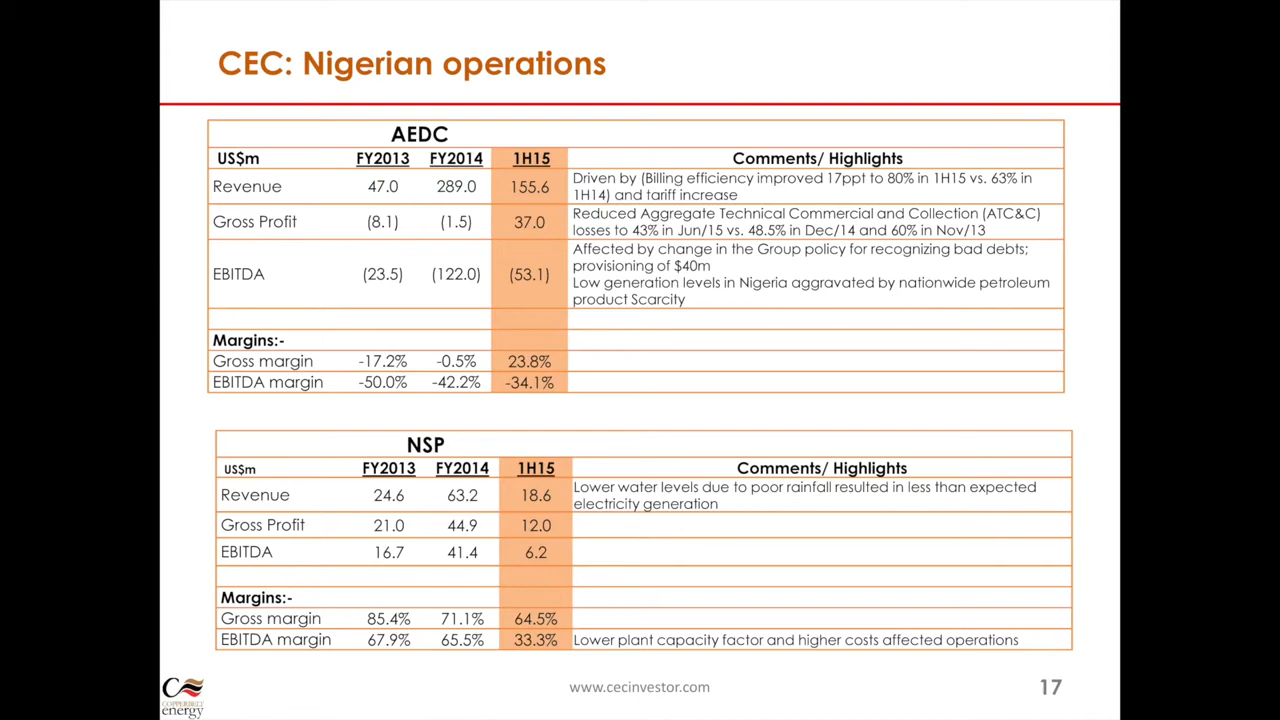 CEC: Nigerian operations
AEDC
US$m FY2013 FY2014 1H15 Comments/ Highlights
Revenue 47.0 289.0 155.6 Driven by (Billing efficiency improved 17ppt to 80% in 1H15 vs. 63% in
1H14) and tariff increase
Gross Profit (8.1) (1.5) 37.0 Reduced Aggregate Technical Commercial and Collection (ATC&C)
losses to 43% in Jun/15 vs. 48.5% in Dec/14 and 60% in Nov/13
EBITDA (23.5) (122.0) (53.1) Affected by change in the Group policy for recognizing bad debts;
provisioning of $40m
Low generation levels in Nigeria aggravated by nationwide petroleum
product Scarcity
Margins:-
Gross margin -17.2% -0.5% 23.8%
EBITDA margin -50.0% -42.2% -34.1%
NSP
US$m FY2013 FY2014 1H15 Comments/ Highlights
Revenue 24.6 63.2 18.6 Lower water levels due to poor rainfall resulted in less than expected
electricity generation
Gross Profit 21.0 44.9 12.0
EBITDA 16.7 41.4 6.2
Margins:-
Gross margin 85.4% 71.1% 64.5%
EBITDA margin 67.9% 65.5% 33.3% Lower plant capacity factor and higher costs affected operations
COPPERBELT
energy
www.cecinvestor.com
17